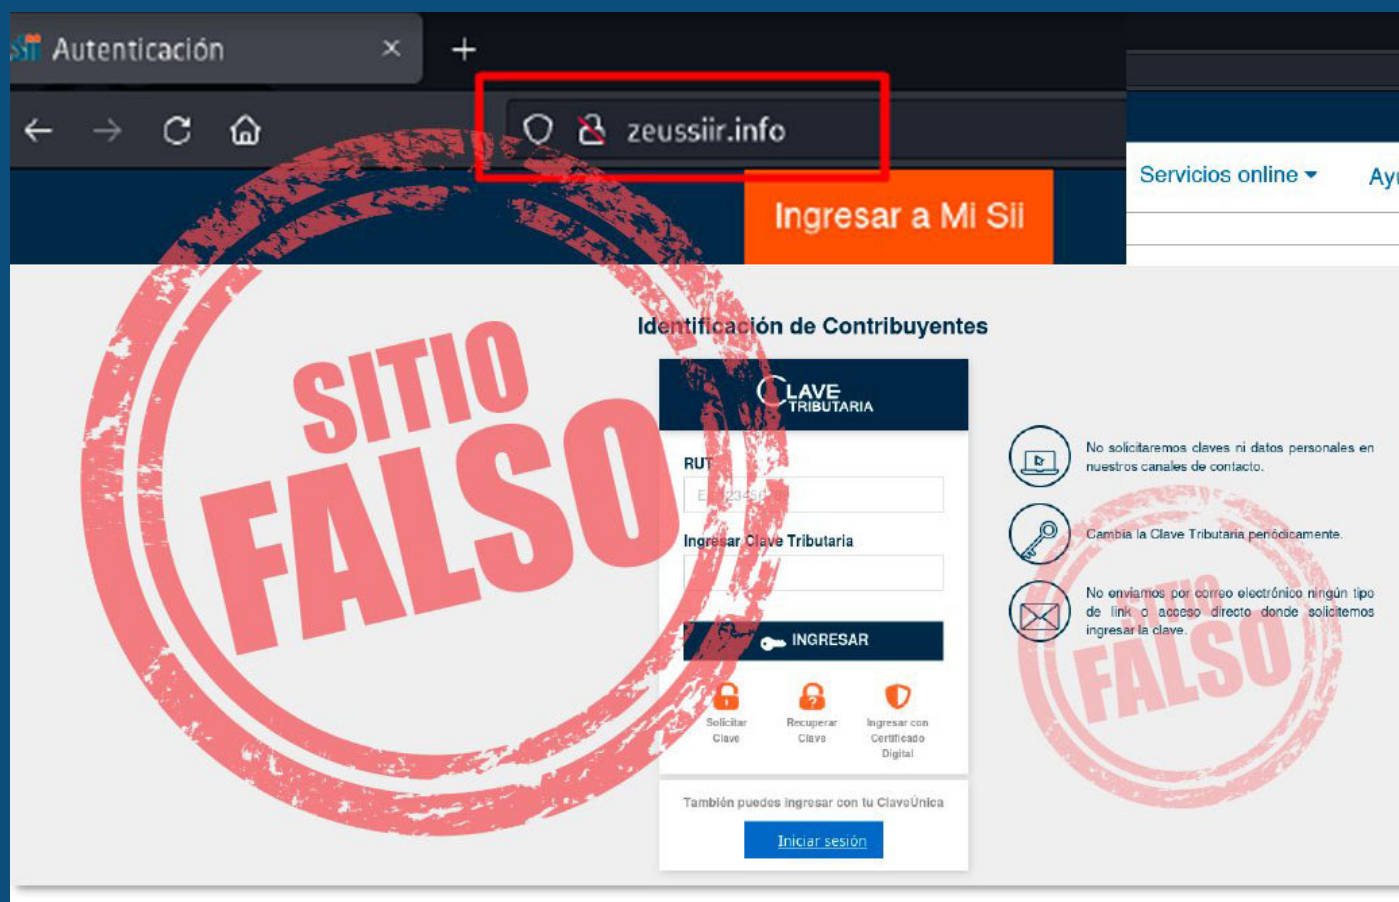 Sii Autenticación
zeussiir.info
Servicios online
Ingresar a Mi Sii
Identificación de Contribuyentes
CLAVE
TRIBUTARIA
SITIO
FALSO
RUT
Ingresar Clave Tributaria
INGRESAR
Solicitar Clave
Recuperar Clave
Ingresar con Certificado Digital
También puedes ingresar con tu ClaveÚnica
Iniciar sesión
No solicitaremos claves ni datos personales en
nuestros canales de contacto.
Cambia la Clave Tributaria periódicamente.
No enviamos por correo electrónico ningún tipo
de link o acceso directo donde solicitemos
ingresar la clave.
SITIO
FALSO